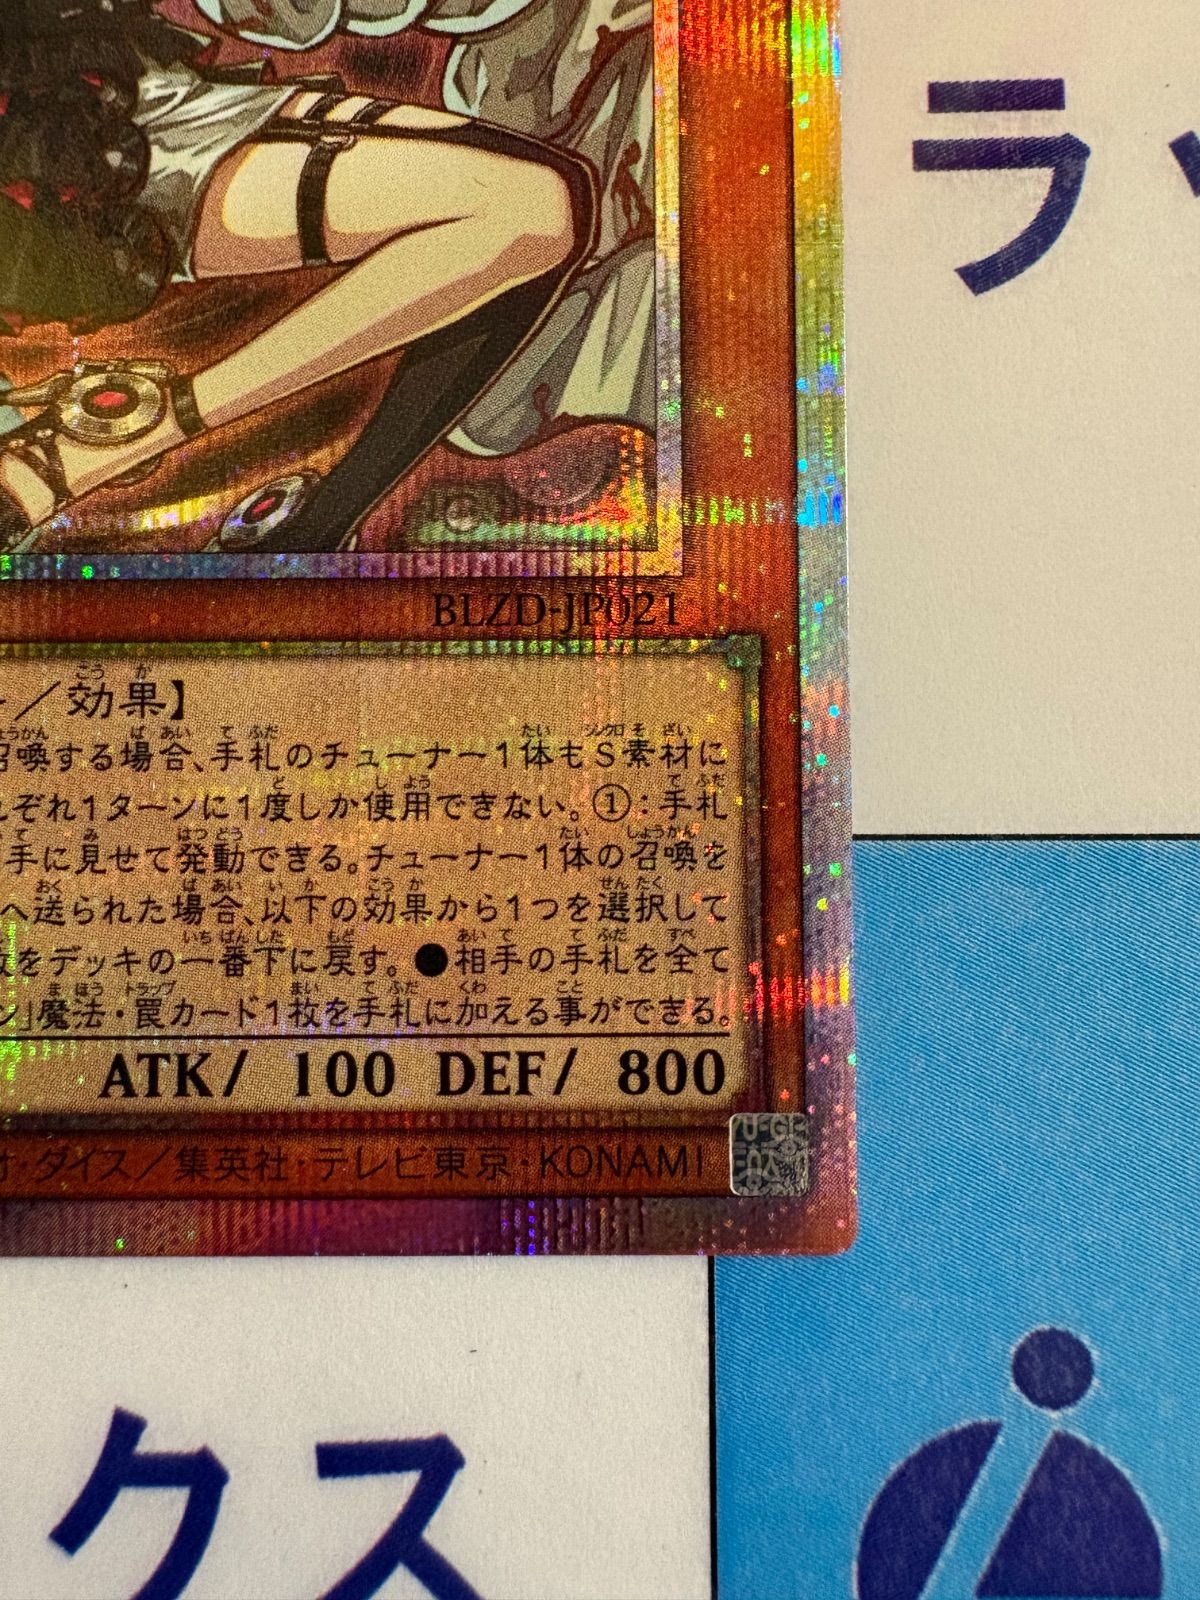 ラッ
BLZD-JP021
／効果】
召喚する場合、手札のチューナー1体もS素材に
ぞれ1ターンに1度しか使用できない。①：手札
手に見せて発動できる。チューナー1体の召喚を
へ送られた場合、以下の効果から1つを選択して
をデッキの一番下に戻す。●相手の手札を全て
」魔法・罠カード1枚を手札に加える事ができる。
ATK/ 100 DEF/ 800
オ・ダイス／集英社・テレビ東京・KONAMI
クス